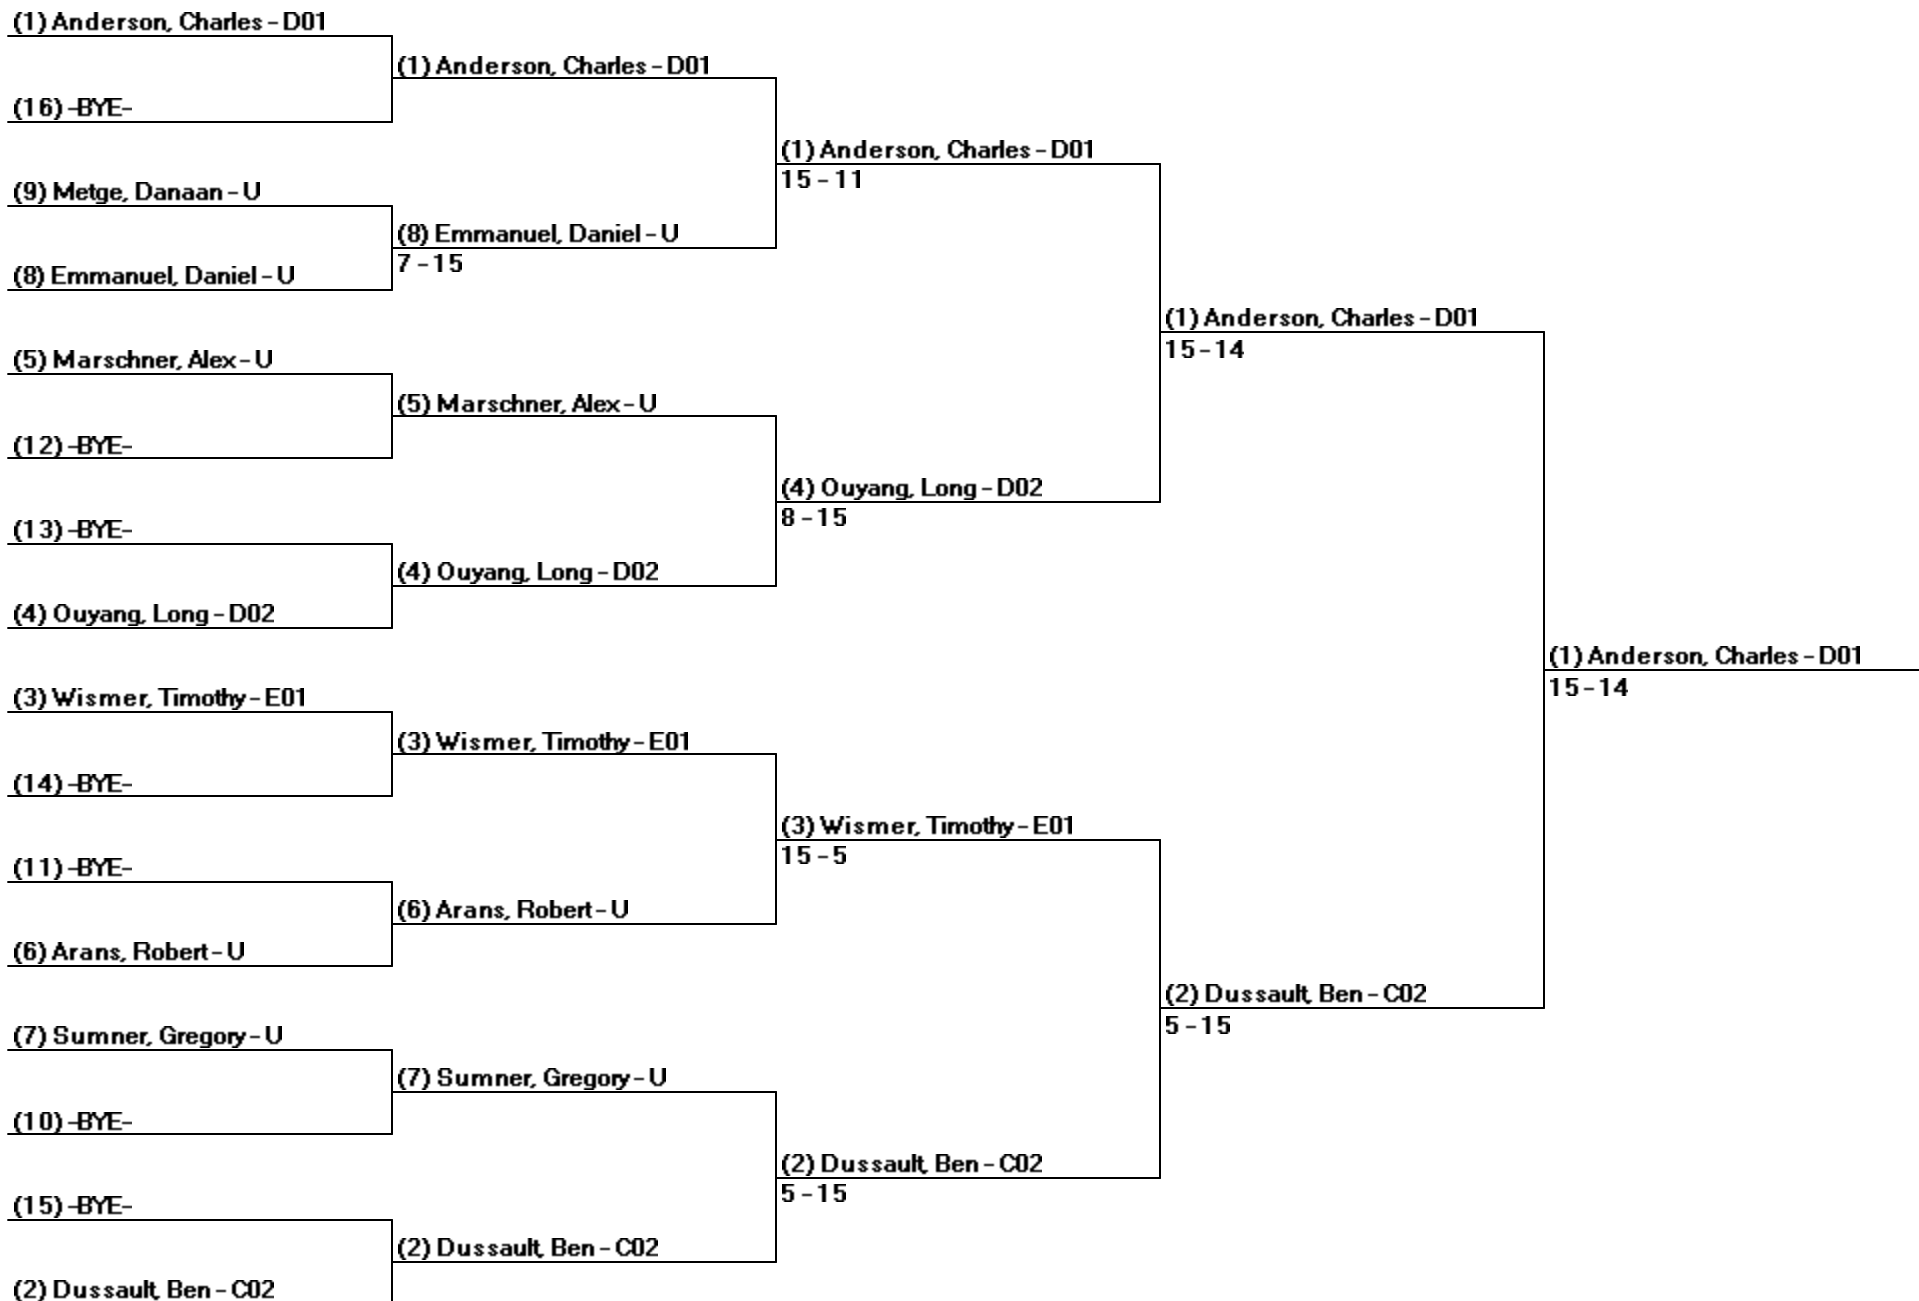 (1) Anderson, Charles - D01
(16) -BYE-
(9) Metge, Danaan - U
(8) Emmanuel, Daniel - U
(5) Marschner, Alex - U
(12) -BYE-
(13) -BYE-
(4) Ouyang, Long - D02
(3) Wismer, Timothy - E01
(14) -BYE-
(11) -BYE-
(6) Arans, Robert - U
(7) Sumner, Gregory - U
(10) -BYE-
(15) -BYE-
(2) Dussault, Ben - C02
(1) Anderson, Charles - D01
(8) Emmanuel, Daniel - U
7 - 15
(5) Marschner, Alex - U
(4) Ouyang, Long - D02
(3) Wismer, Timothy - E01
(6) Arans, Robert - U
(7) Sumner, Gregory - U
(2) Dussault, Ben - C02
(1) Anderson, Charles - D01
15 - 11
(4) Ouyang, Long - D02
8 - 15
(3) Wismer, Timothy - E01
15 - 5
(2) Dussault, Ben - C02
5 - 15
(1) Anderson, Charles - D01
15 - 14
(2) Dussault, Ben - C02
5 - 15
(1) Anderson, Charles - D01
15 - 14